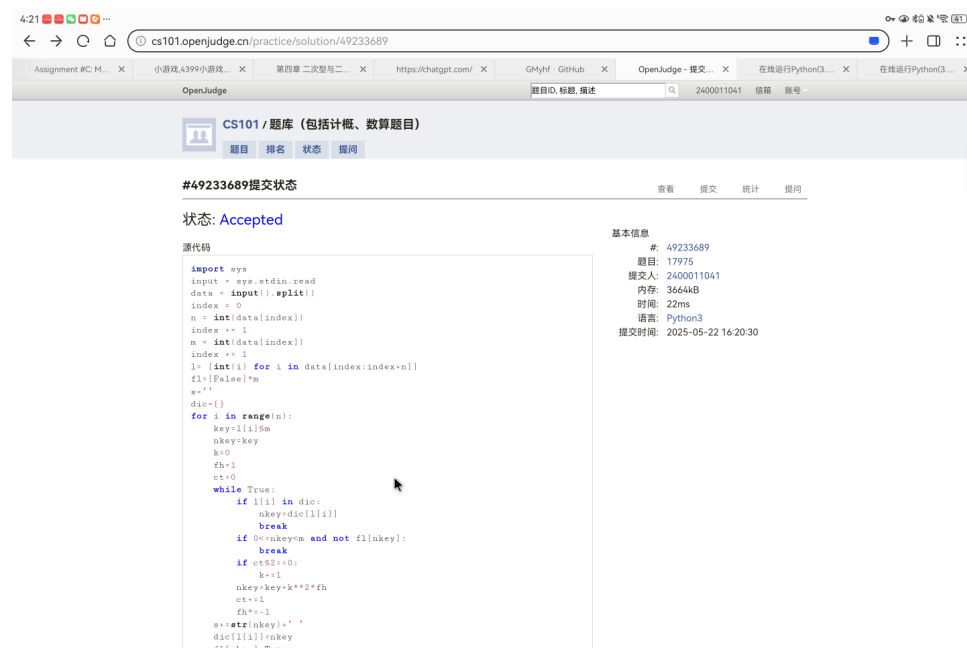 4:21
41
cs101.openjudge.cn/practice/solution/49233689
Assignment #C: M... ×
小游戏,4399小游戏... ×
第四章 二次型与二... ×
https://chatgpt.com/ ×
GMyhf · GitHub ×
OpenJudge - 提交... ×
在线运行Python(3.... ×
在线运行Python(3....
OpenJudge
题目ID, 标题, 描述
2400011041 信箱 账号
CS101 / 题库（包括计概、数算题目）
题目 排名 状态 提问
#49233689提交状态
查看 提交 统计 提问
状态: Accepted
源代码
import sys
input = sys.stdin.read
data = input().split()
index = 0
n = int(data[index])
index += 1
m = int(data[index])
index += 1
l= [int(i) for i in data[index:index+n]]
fl=[False]*m
s=''
dic={}
for i in range(n):
    key=l[i]%m
    nkey=key
    k=0
    fh=1
    ct=0
    while True:
        if l[i] in dic:
            nkey=dic[l[i]]
            break
        if 0<=nkey<m and not fl[nkey]:
            break
        if ct%2==0:
            k+=1
        nkey=key+k**2*fh
        ct+=1
        fh*=-1
    s+=str(nkey)+' '
    dic[l[i]]=nkey
基本信息
#: 49233689
题目: 17975
提交人: 2400011041
内存: 3664kB
时间: 22ms
语言: Python3
提交时间: 2025-05-22 16:20:30